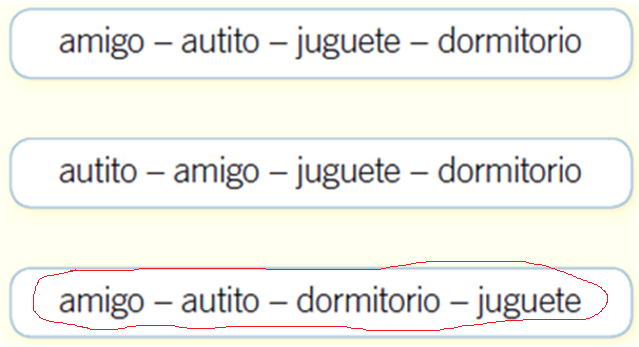 amigo – autito – juguete – dormitorio
autito – amigo – juguete – dormitorio
amigo – autito – dormitorio – juguete